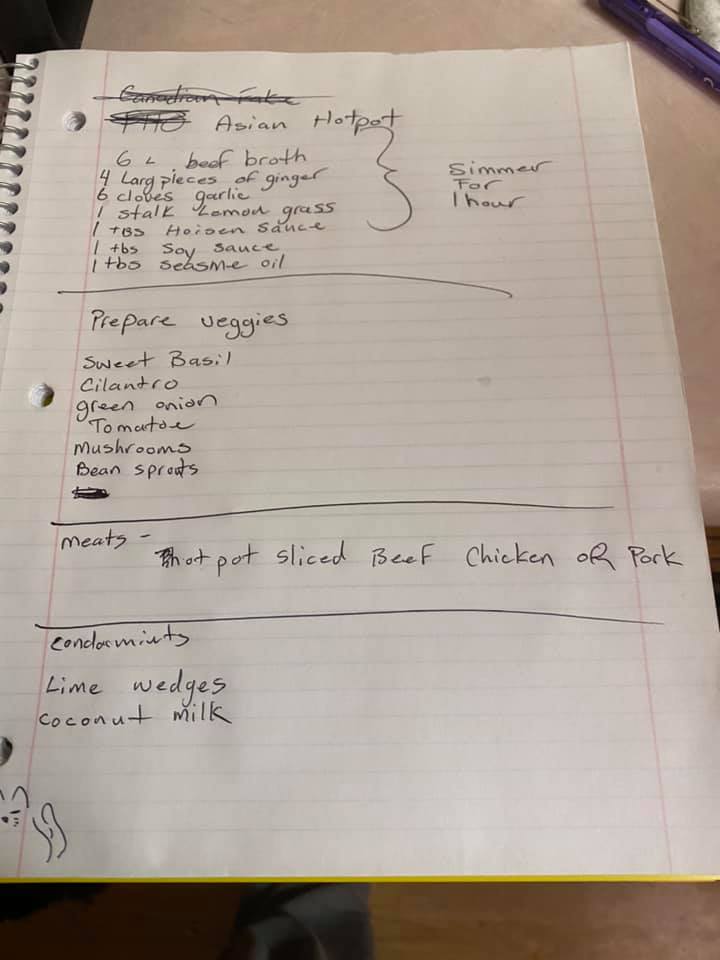 Canadian Fake
PHO Asian Hotpot
6 L beef broth
4 Larg pieces of ginger
6 cloves garlic
1 stalk Lemon grass
1 TBS Hoisen Sauce
1 tbs Soy sauce
1 tbs Seasme oil
Simmer
For
1 hour
Prepare veggies
Sweet Basil
Cilantro
green onion
Tomatoe
Mushrooms
Bean sprouts
meats -
hot pot sliced Beef Chicken OR Pork
condarmints
Lime wedges
coconut milk